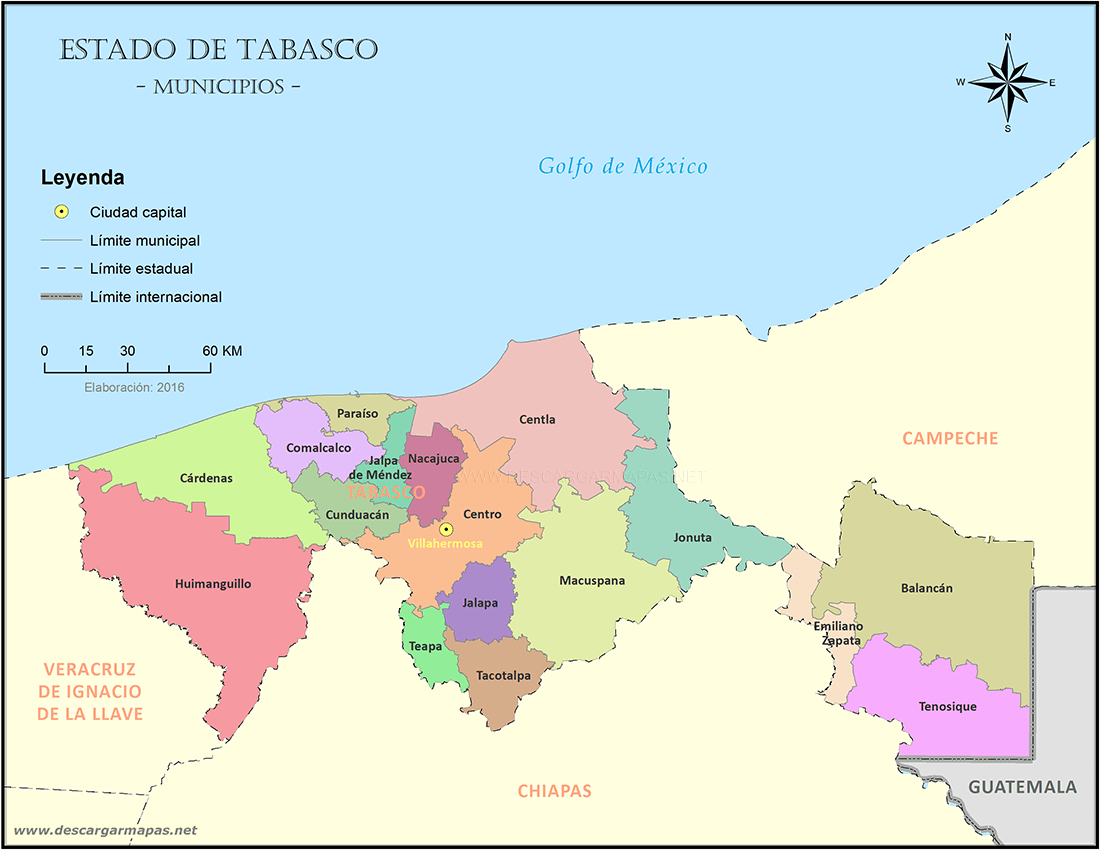 ESTADO DE TABASCO
- MUNICIPIOS -
N
W
E
S
Golfo de México
Leyenda
Ciudad capital
Límite municipal
Límite estadual
Límite internacional
0 15 30 60 KM
Elaboración: 2016
Paraíso
Centla
Comalcalco
CAMPECHE
Jalpa
de Méndez
Nacajuca
Cárdenas
WWW.DESCARGARMAPAS.NET
TABASCO
Cunduacán
Centro
Villahermosa
Jonuta
Huimanguillo
Macuspana
Balancán
Jalapa
Emiliano
Zapata
Teapa
Tacotalpa
VERACRUZ
DE IGNACIO
DE LA LLAVE
Tenosique
CHIAPAS
GUATEMALA
www.descargarmapas.net